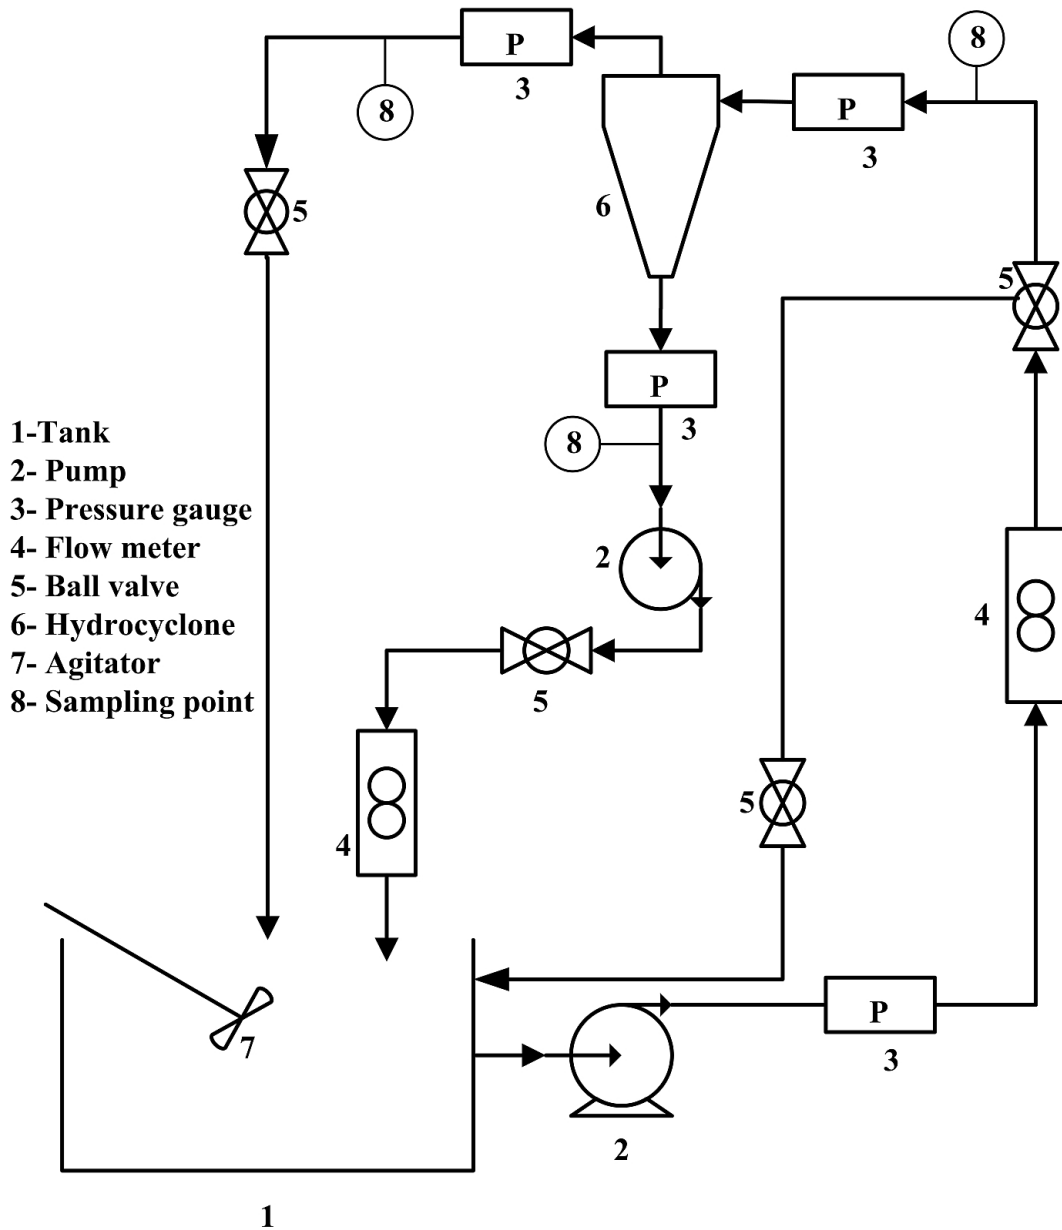 P
3
8
8
P
3
5
6
5
P
3
8
1-Tank
2- Pump
3- Pressure gauge
4- Flow meter
5- Ball valve
6- Hydrocyclone
7- Agitator
8- Sampling point
2
4
5
5
4
P
3
7
2
1